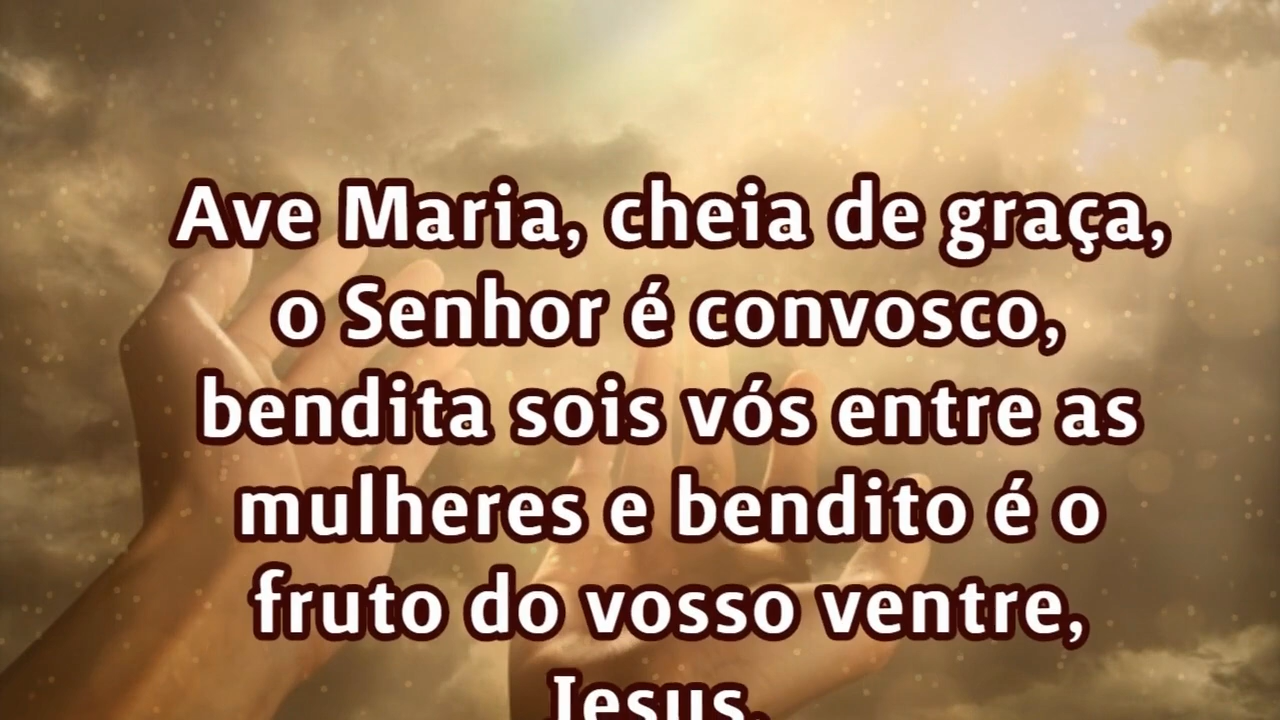 Ave Maria, cheia de graça,
o Senhor é convosco,
bendita sois vós entre as
mulheres e bendito é o
fruto do vosso ventre,
Jesus.